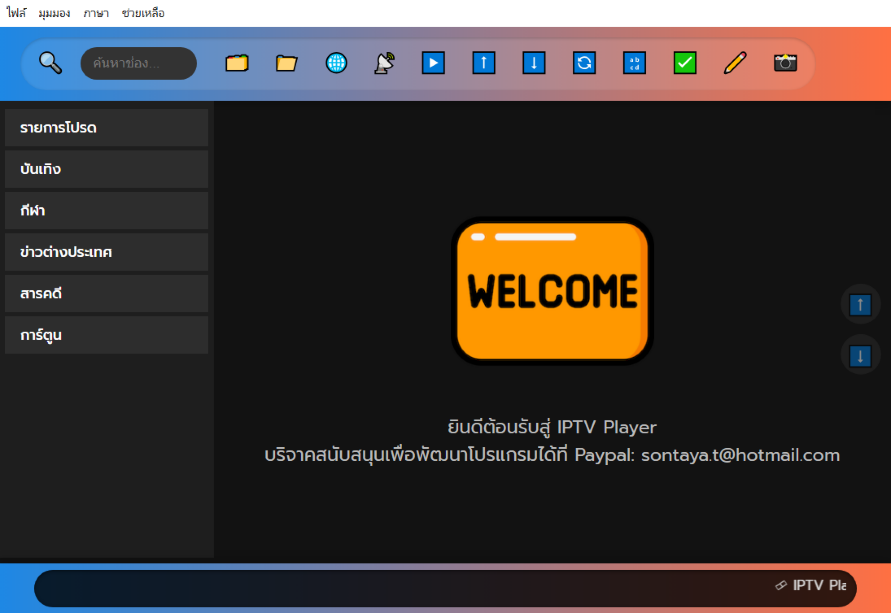 ไฟล์ มุมมอง ภาษา ช่วยเหลือ
ค้นหาช่อง...
รายการโปรด
บันเทิง
กีฬา
ข่าวต่างประเทศ
สารคดี
การ์ตูน
WELCOME
ยินดีต้อนรับสู่ IPTV Player
บริจาคสนับสนุนเพื่อพัฒนาโปรแกรมได้ที่ Paypal: sontaya.t@hotmail.com
IPTV Pla